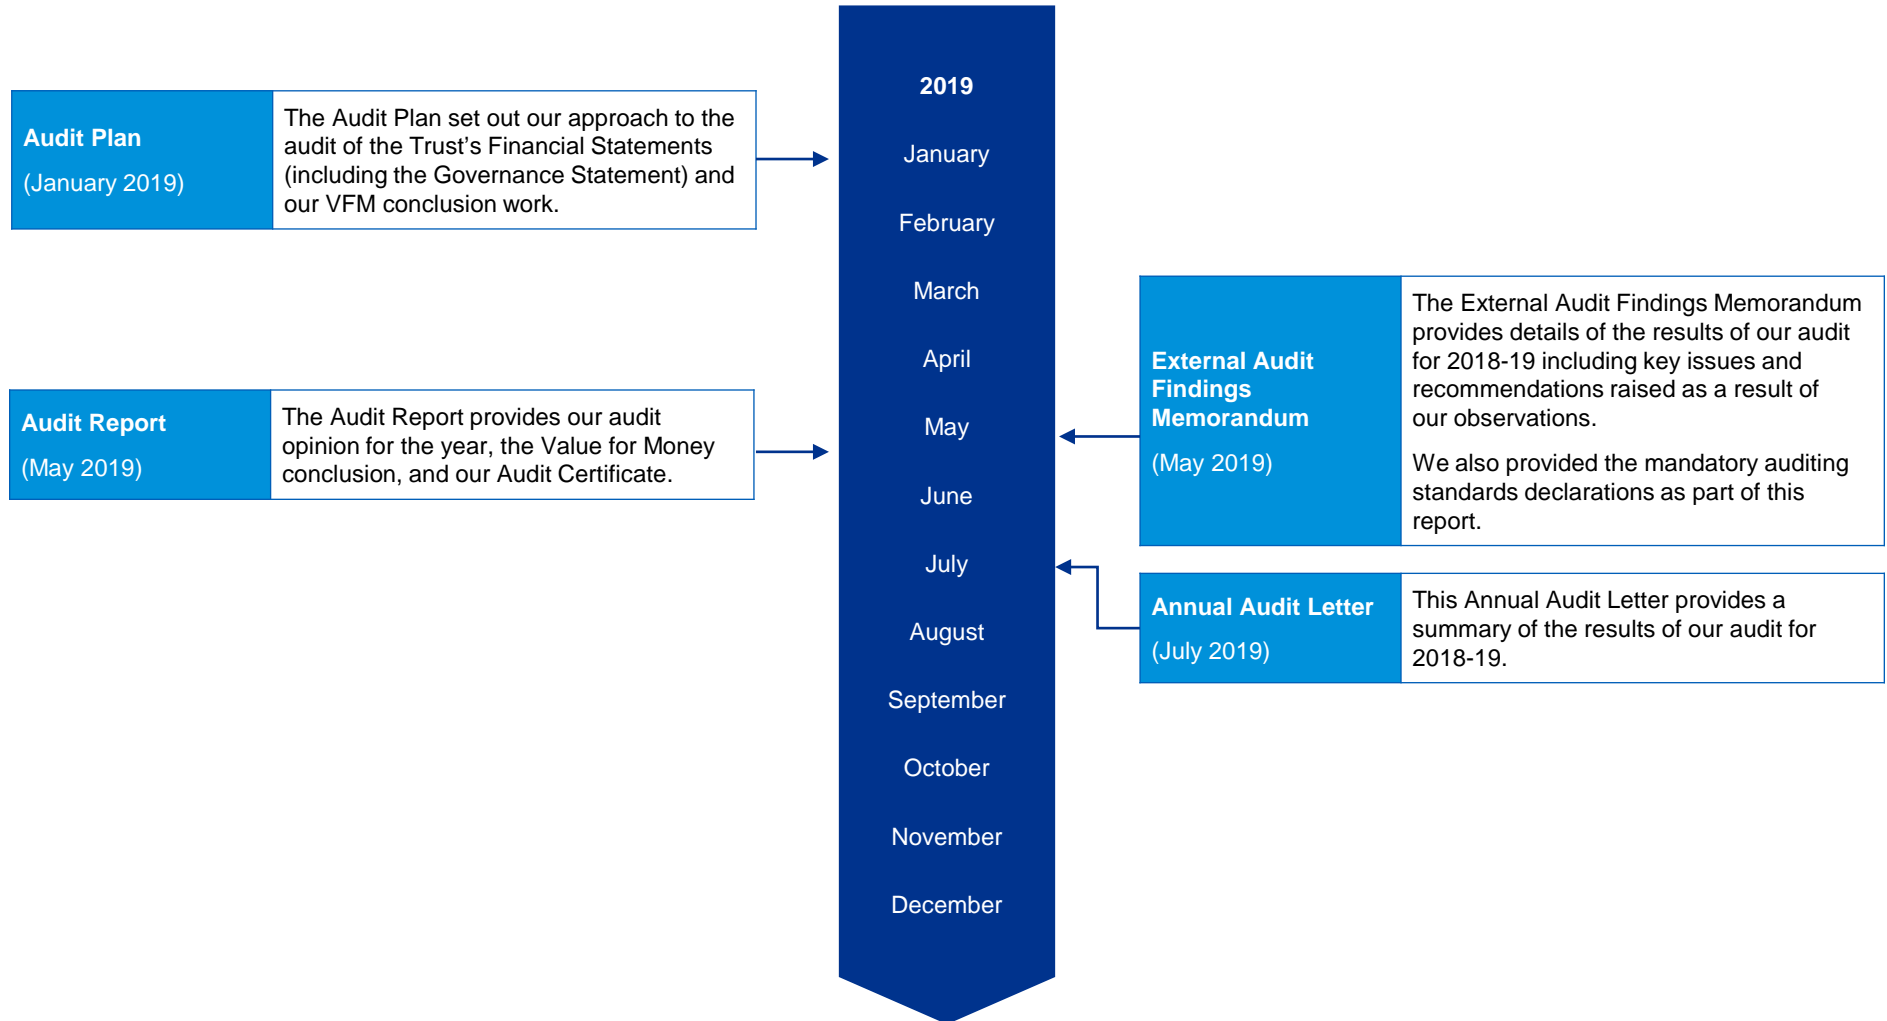 Audit Plan
(January 2019)
The Audit Plan set out our approach to the
audit of the Trust’s Financial Statements
(including the Governance Statement) and
our VFM conclusion work.
Audit Report
(May 2019)
The Audit Report provides our audit
opinion for the year, the Value for Money
conclusion, and our Audit Certificate.
2019
January
February
March
April
May
June
July
August
September
October
November
December
External Audit
Findings
Memorandum
(May 2019)
The External Audit Findings Memorandum
provides details of the results of our audit
for 2018-19 including key issues and
recommendations raised as a result of
our observations.
We also provided the mandatory auditing
standards declarations as part of this
report.
Annual Audit Letter
(July 2019)
This Annual Audit Letter provides a
summary of the results of our audit for
2018-19.